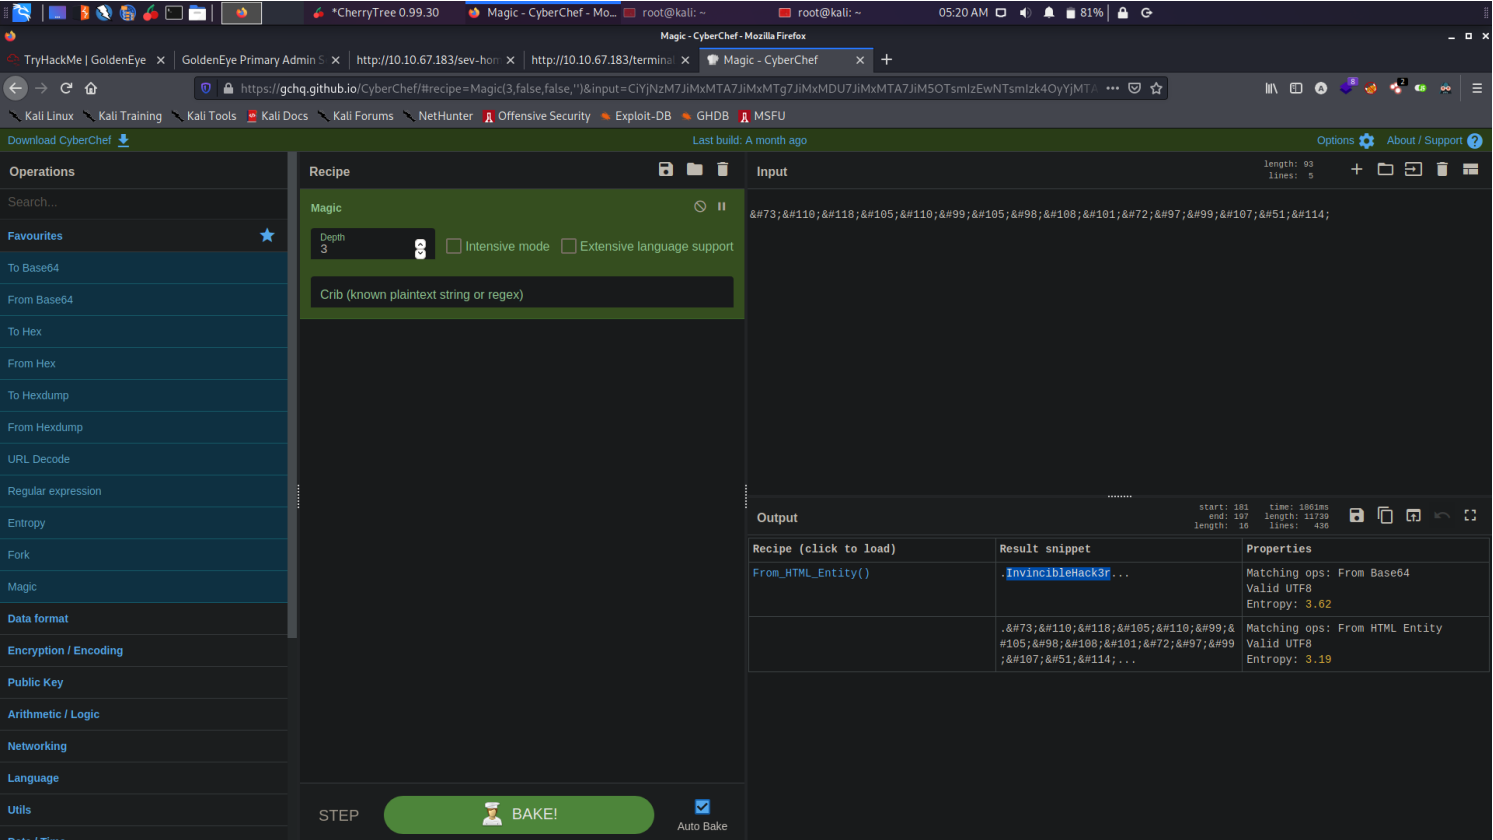 *CherryTree 0.99.30
Magic - CyberChef - Mo...
root@kali: ~
root@kali: ~
05:20 AM
81%
Magic - CyberChef - Mozilla Firefox
TryHackMe | GoldenEye
GoldenEye Primary Admin S
http://10.10.67.183/sev-hom
http://10.10.67.183/terminal
Magic - CyberChef
https://gchq.github.io/CyberChef/#recipe=Magic(3,false,false,'')&input=CiYjNzM7JiMxMTA7JiMxMTg7JiMxMDU7JiMxMTA7JiM5OTsmIzEwNTsmIzk4OyYjMTA
8
2
Kali Linux
Kali Training
Kali Tools
Kali Docs
Kali Forums
NetHunter
Offensive Security
Exploit-DB
GHDB
MSFU
Download CyberChef
Last build: A month ago
Options
About / Support
Operations
Search...
Favourites
To Base64
From Base64
To Hex
From Hex
To Hexdump
From Hexdump
URL Decode
Regular expression
Entropy
Fork
Magic
Data format
Encryption / Encoding
Public Key
Arithmetic / Logic
Networking
Language
Utils
Date / Time
Recipe
Magic
Depth
3
Intensive mode
Extensive language support
Crib (known plaintext string or regex)
STEP
BAKE!
Auto Bake
Input
length: 93
lines: 5
&#73;&#110;&#118;&#105;&#110;&#99;&#105;&#98;&#108;&#101;&#72;&#97;&#99;&#107;&#51;&#114;
Output
start: 181 time: 1861ms
end: 197 length: 11739
length: 16 lines: 436
Recipe (click to load)
Result snippet
Properties
From_HTML_Entity()
.InvincibleHack3r...
Matching ops: From Base64
Valid UTF8
Entropy: 3.62
.&#73;&#110;&#118;&#105;&#110;&#99;&
#105;&#98;&#108;&#101;&#72;&#97;&#99
;&#107;&#51;&#114;...
Matching ops: From HTML Entity
Valid UTF8
Entropy: 3.19